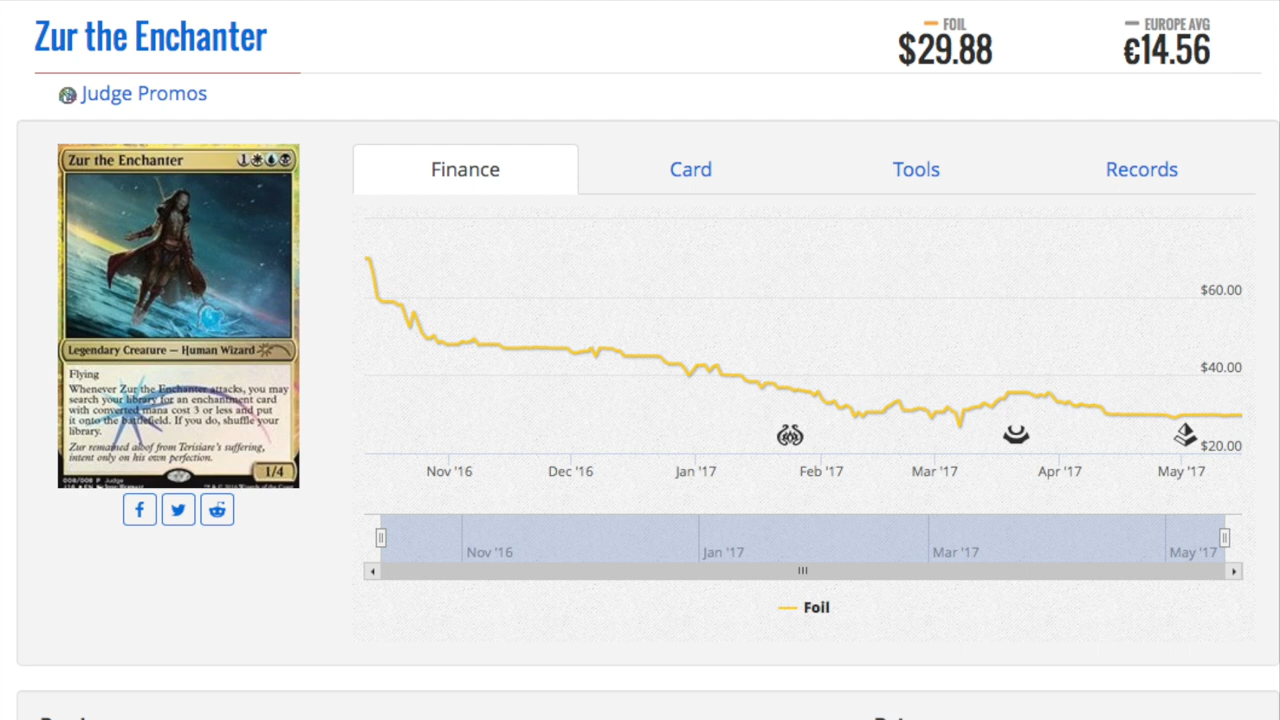 Zur the Enchanter
FOIL
$29.88
EUROPE AVG
€14.56
Judge Promos
Zur the Enchanter 1
Legendary Creature — Human Wizard
Flying
Whenever Zur the Enchanter attacks, you may
search your library for an enchantment card
with converted mana cost 3 or less and put
it onto the battlefield. If you do, shuffle your
library.
Zur remained aloof from Terisiare's suffering,
intent only on his own perfection.
1/4
Finance
Card
Tools
Records
$60.00
$40.00
$20.00
Nov '16
Dec '16
Jan '17
Feb '17
Mar '17
Apr '17
May '17
Nov '16
Jan '17
Mar '17
May '17
Foil